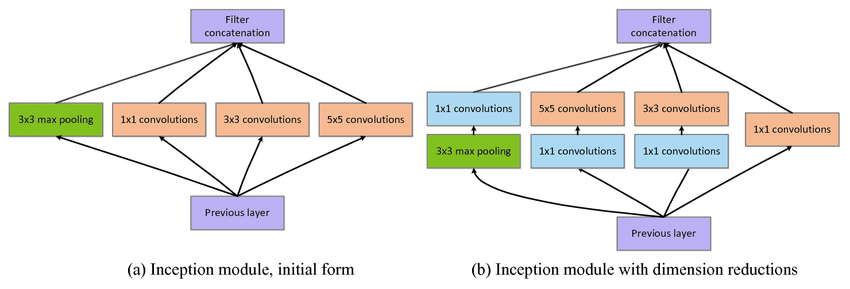 Filter
concatenation
3x3 max pooling
1x1 convolutions
3x3 convolutions
5x5 convolutions
Previous layer
(a) Inception module, initial form
Filter
concatenation
1x1 convolutions
5x5 convolutions
3x3 convolutions
1x1 convolutions
3x3 max pooling
1x1 convolutions
1x1 convolutions
Previous layer
(b) Inception module with dimension reductions